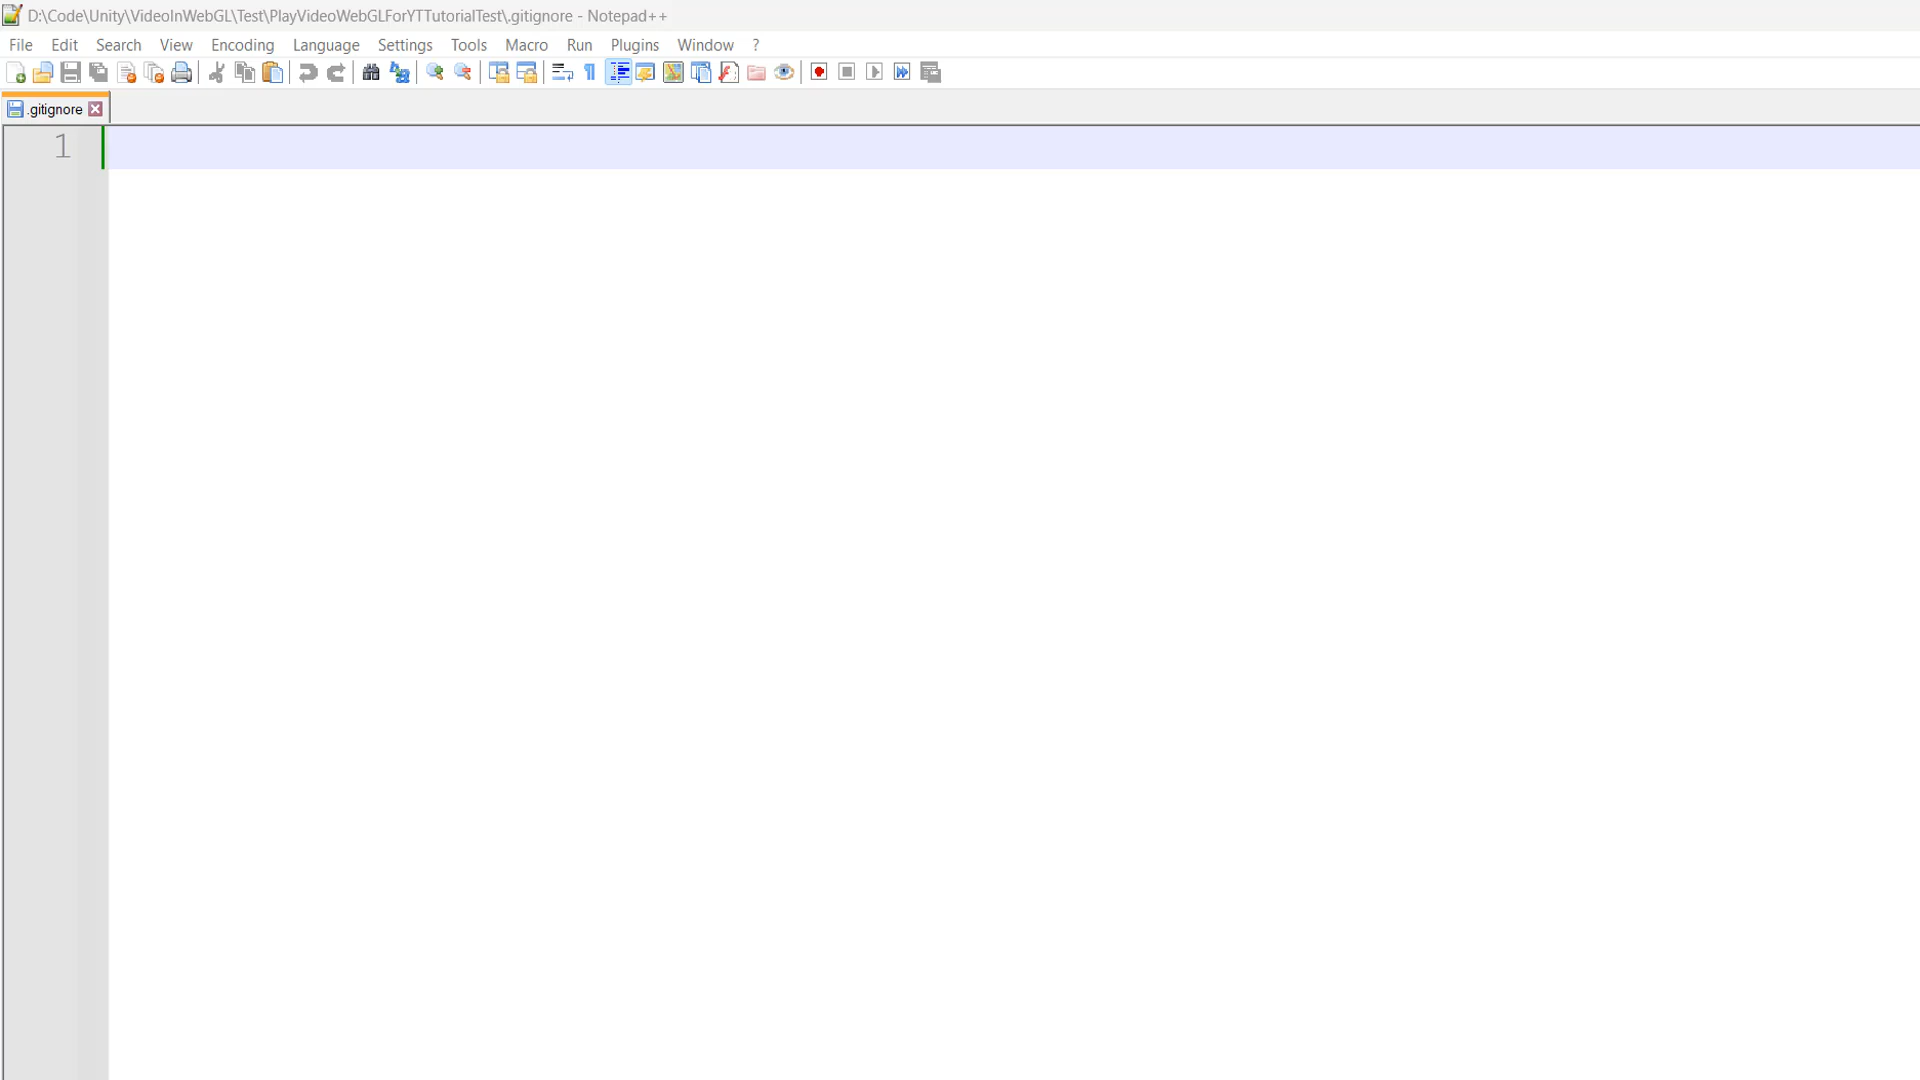 D:\Code\Unity\VideoInWebGL\Test\PlayVideoWebGLForYTTutorialTest\.gitignore - Notepad++
File Edit Search View Encoding Language Settings Tools Macro Run Plugins Window ?
.gitignore
1